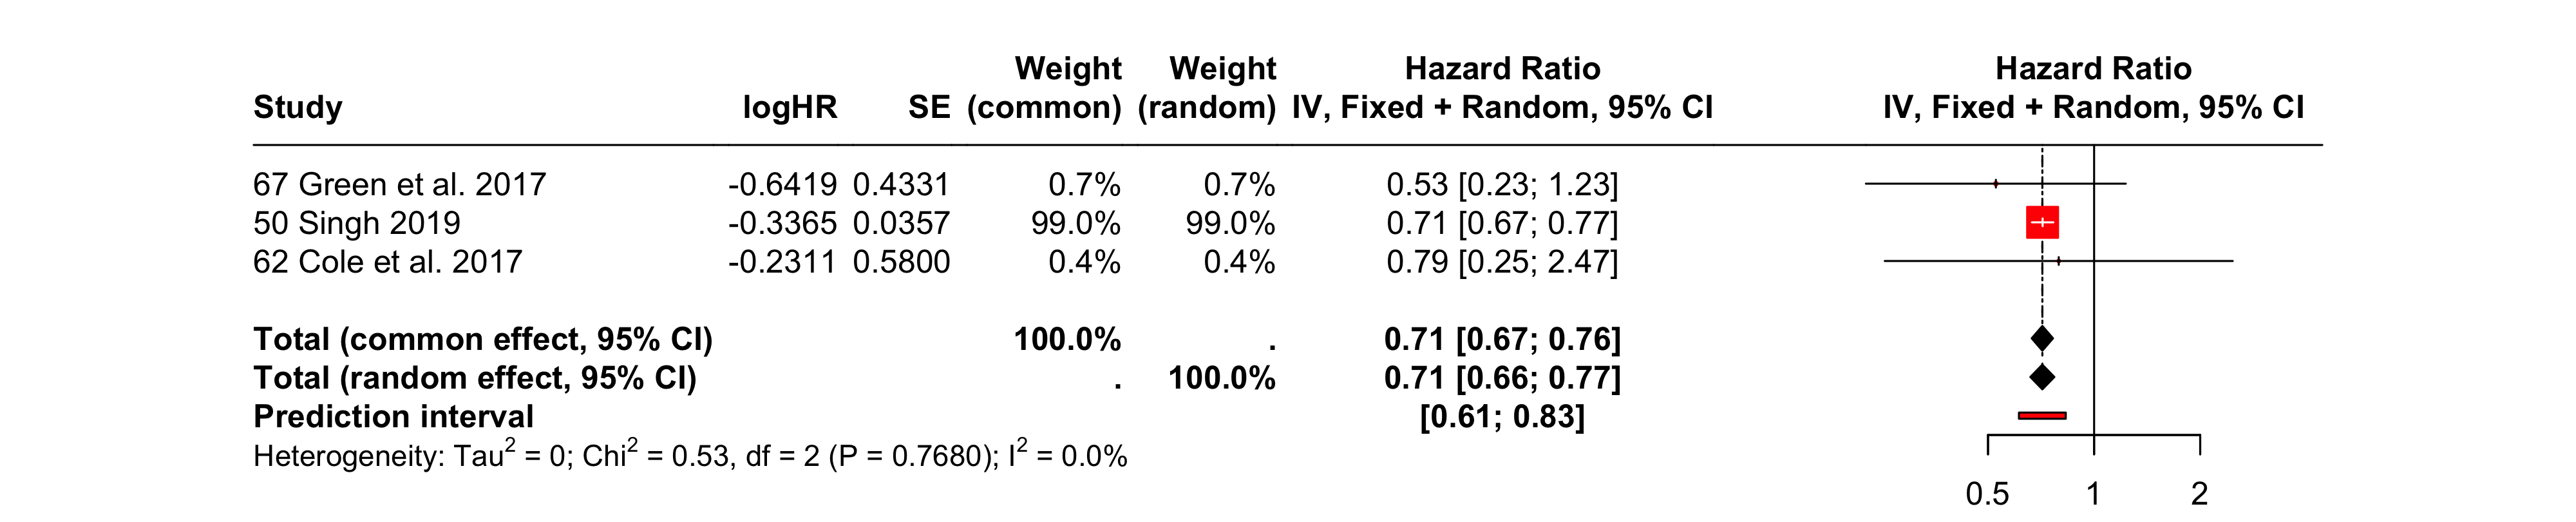 Weight Weight Hazard Ratio Hazard Ratio
Study logHR SE (common) (random) IV, Fixed + Random, 95% CI IV, Fixed + Random, 95% CI
67 Green et al. 2017 -0.6419 0.4331 0.7% 0.7% 0.53 [0.23; 1.23]
50 Singh 2019 -0.3365 0.0357 99.0% 99.0% 0.71 [0.67; 0.77]
62 Cole et al. 2017 -0.2311 0.5800 0.4% 0.4% 0.79 [0.25; 2.47]
Total (common effect, 95% CI) 100.0% . 0.71 [0.67; 0.76]
Total (random effect, 95% CI) . 100.0% 0.71 [0.66; 0.77]
Prediction interval [0.61; 0.83]
Heterogeneity: Tau² = 0; Chi² = 0.53, df = 2 (P = 0.7680); I² = 0.0%
0.5 1 2